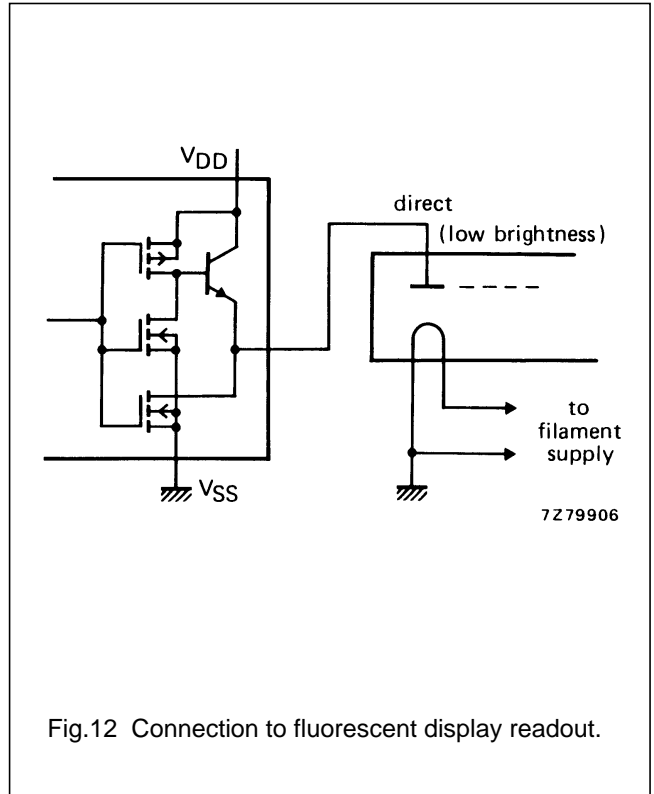 VDD
direct
(low brightness)
to
filament
supply
VSS
7Z79906
Fig.12 Connection to fluorescent display readout.